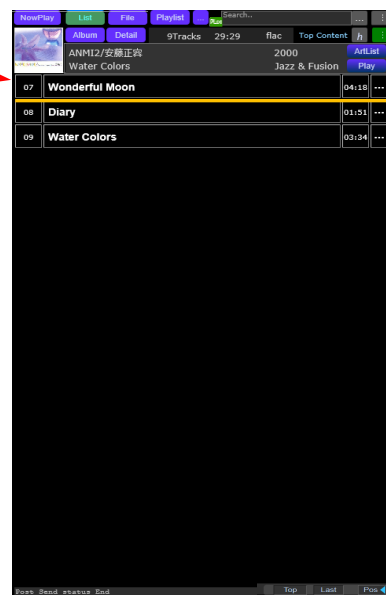 NowPlay List File Playlist ... PLAY Search.. ... ⋮
Album Detail 9Tracks 29:29 flac Top Content h ⋮
ANMI2/安藤正容 2000 ArtList
Water Colors Jazz & Fusion Play
07 Wonderful Moon 04:18 ...
08 Diary 01:51 ...
09 Water Colors 03:34 ...
Post Send status End Top Last Pos